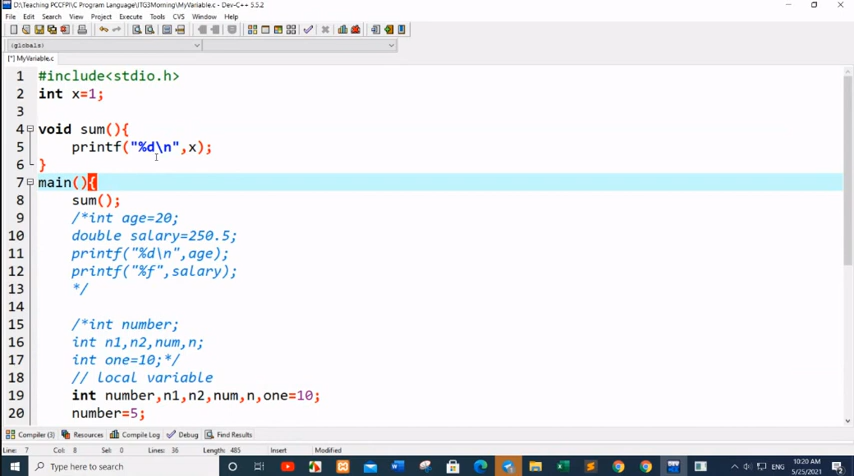 D:\Teaching PCCFP\C Program Language\ITG3Morning\MyVariable.c - Dev-C++ 5.5.2
File Edit Search View Project Execute Tools CVS Window Help
(globals)
[*] MyVariable.c
1 #include<stdio.h>
2 int x=1;
3
4 void sum(){
5 printf("%d\n",x);
6 }
7 main(){
8 sum();
9 /*int age=20;
10 double salary=250.5;
11 printf("%d\n",age);
12 printf("%f",salary);
13 */
14
15 /*int number;
16 int n1,n2,num,n;
17 int one=10;*/
18 // local variable
19 int number,n1,n2,num,n,one=10;
20 number=5;
Compiler (3) Resources Compile Log Debug Find Results
Line: 7 Col: 8 Sel: 0 Lines: 36 Length: 485 Insert Modified
Type here to search
ENG
10:20 AM
5/25/2021